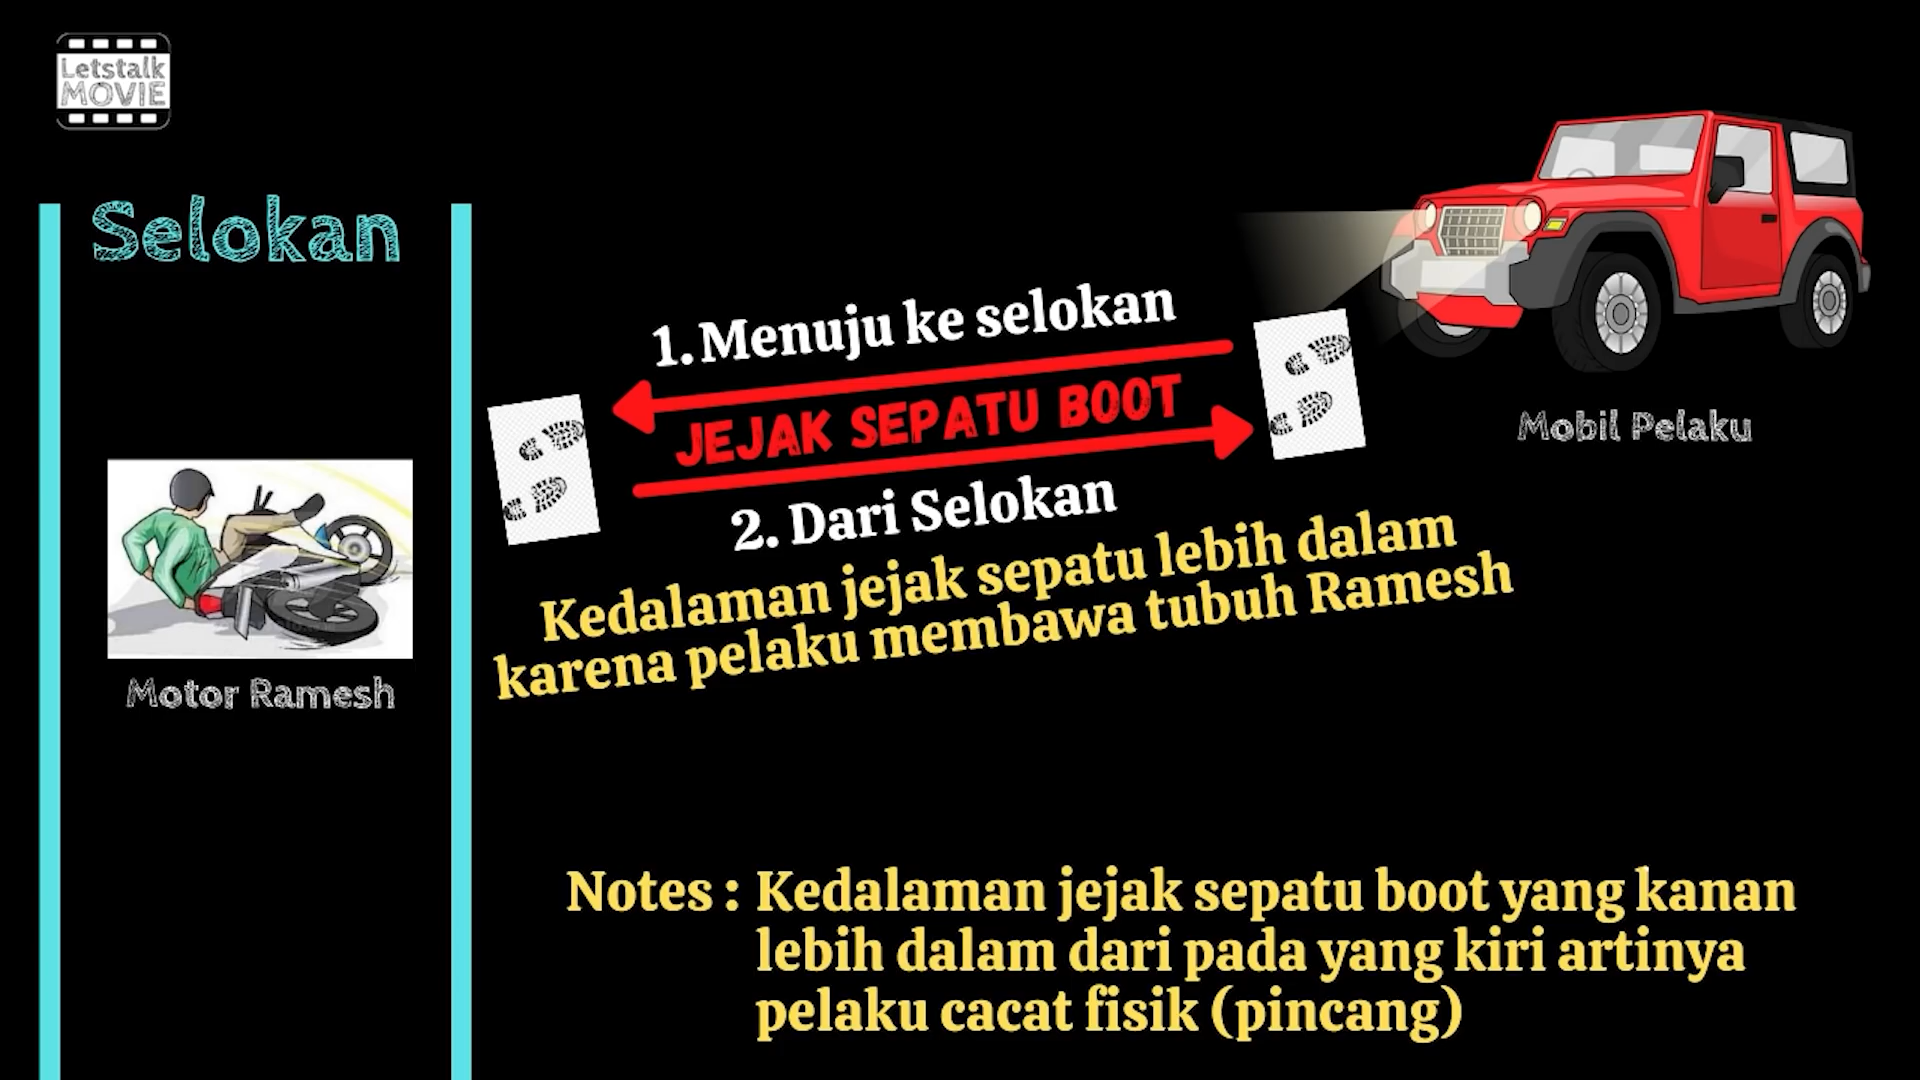 Letstalk
MOVIE
Selokan
1. Menuju ke selokan
JEJAK SEPATU BOOT
2. Dari Selokan
Kedalaman jejak sepatu lebih dalam
karena pelaku membawa tubuh Ramesh
Mobil Pelaku
Motor Ramesh
Notes : Kedalaman jejak sepatu boot yang kanan
lebih dalam dari pada yang kiri artinya
pelaku cacat fisik (pincang)